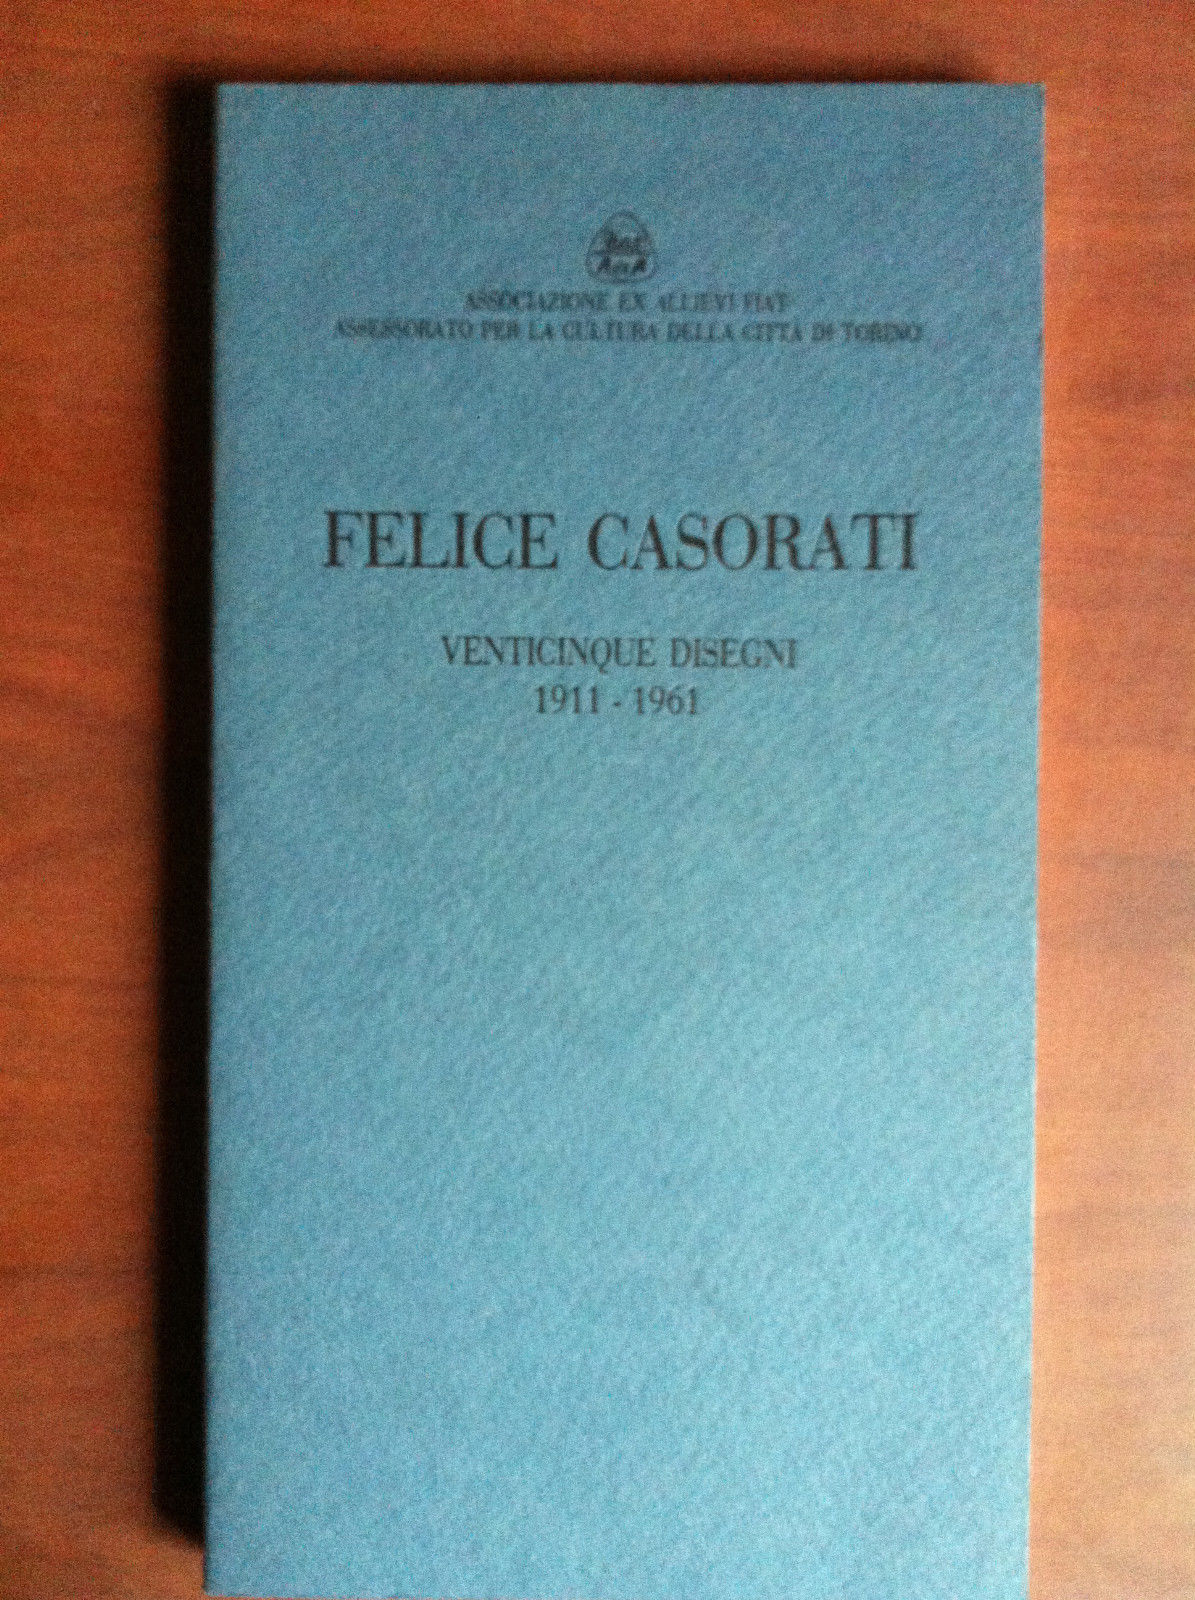 ASSOCIAZIONE EX ALLIEVI FIAT
ASSESSORATO PER LA CULTURA DELLA CITTÀ DI TORINO
FELICE CASORATI
VENTICINQUE DISEGNI
1911 - 1961